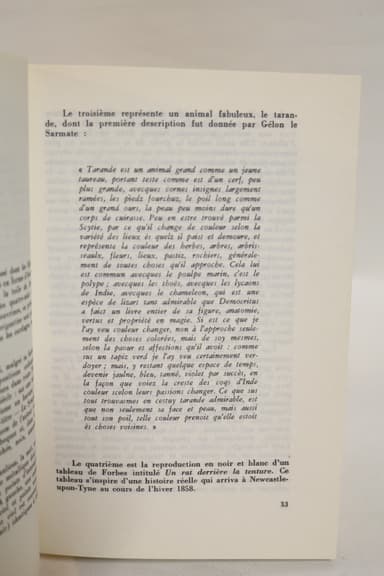 Le troisième représente un animal fabuleux, le taran-
de, dont la première description fut donnée par Gélon le
Sarmate :
« Tarande est un animal grand comme un jeune
taureau, portant teste comme est d'un cerf, peu
plus grande, avecques cornes insignes largement
ramées, les piedz fourchuz, le poil long comme
d'un grand ours, la peau peu moins dure qu'un
corps de cuirasse. Peu en estre trouvé parmi la
Scytie, par ce qu'il change de couleur selon la
variété des lieux ès quelz il paist et demoure, et
représente la couleur des herbes, arbres, arbris-
seaulx, fleurs, lieux, pastiz, rochiers, générale-
ment de toutes choses qu'il approche. Cela lui
est commun avecques le poulpe marin, c'est le
polype ; avecques les thoës, avecques les lycaons
de Indie, avecques le chameleon, qui est une
espèce de lizart tant admirable que Democritus
a faict un livre entier de sa figure, anatomie,
vertus et propriété en magie. Si est ce que je
l'ay veu couleur changer, non à l'approche seule-
ment des choses colorées, mais de soy mesmes,
selon la paour et affections qu'il avoit : comme
sus un tapiz verd je l'ay veu certainement ver-
doyer ; mais, y restant quelque espace de temps,
devenir jaulne, bleu, tanné, violet par succès, en
la façon que voiez la creste des coqs d'Inde
couleur scelon leurs passions changer. Ce que sus
tout trouvasmes en cestuy tarande admirable, est
que non seulement sa face et peau, mais aussi
tout son poil, telle couleur prenoit qu'elle estoit
ès choses voisines. »
Le quatrième est la reproduction en noir et blanc d'un
tableau de Forbes intitulé Un rat derrière la tenture. Ce
tableau s'inspire d'une histoire réelle qui arriva à Newcastle-
upon-Tyne au cours de l'hiver 1858.
53